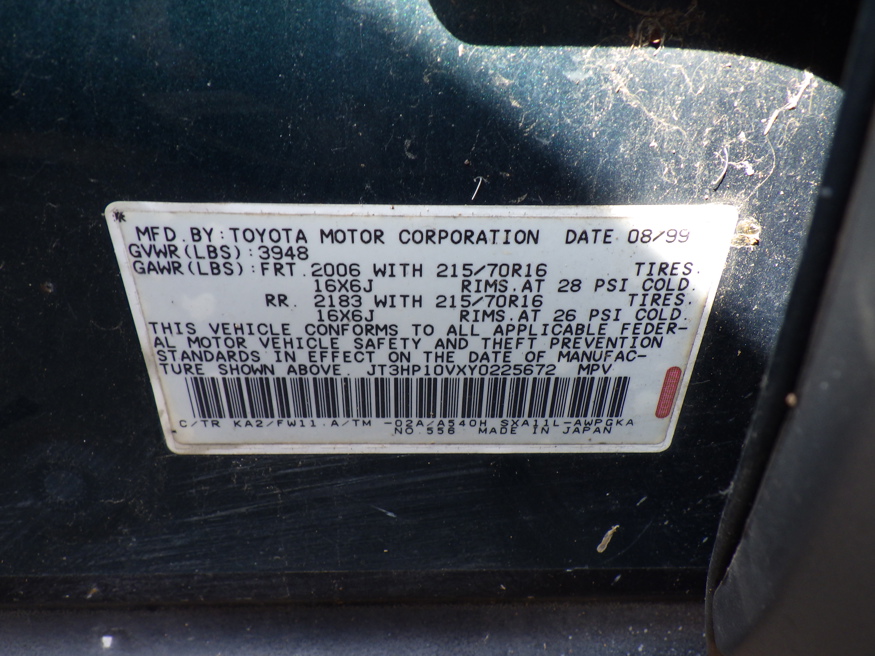 MFD.BY:TOYOTA MOTOR CORPORATION DATE 08/99
GVWR(LBS):3948
GAWR(LBS):FRT.2006 WITH 215/70R16 TIRES.
16X6J RIMS.AT 28 PSI COLD.
RR. 2183 WITH 215/70R16 TIRES.
16X6J RIMS.AT 26 PSI COLD.
THIS VEHICLE CONFORMS TO ALL APPLICABLE FEDER-
AL MOTOR VEHICLE SAFETY AND THEFT PREVENTION
STANDARDS IN EFFECT ON THE DATE OF MANUFAC-
TURE SHOWN ABOVE. JT3HP10VXY0225672 MPV
C/TR KA2/FW11.A/TM -02A/A540H SXA11L-AWPGKA
NO 556 MADE IN JAPAN